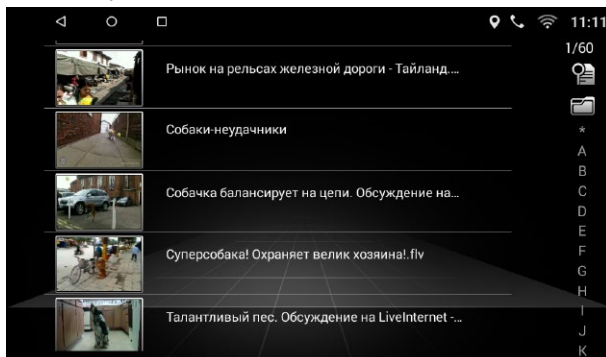 11:11
1/60
Рынок на рельсах железной дороги - Тайланд....
Собаки-неудачники
Собачка балансирует на цепи. Обсуждение на...
Суперсобака! Охраняет велик хозяина!.flv
Талантливый пес. Обсуждение на LiveInternet -...
*
A
B
C
D
E
F
G
H
I
J
K